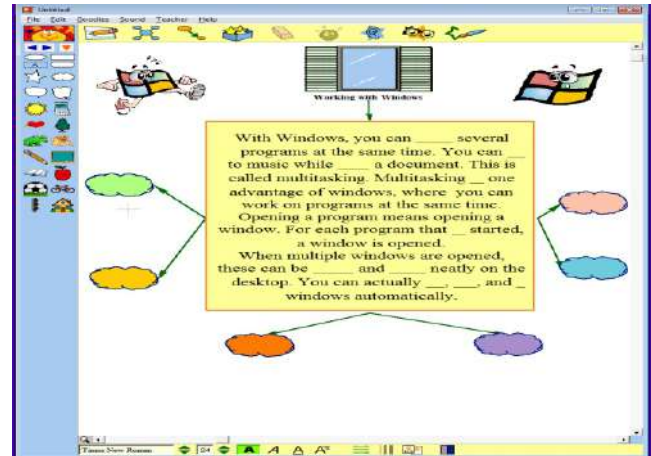 Untitled
File Edit Goodies Sound Teacher Help
Working with Windows
With Windows, you can ____ several
programs at the same time. You can __
to music while ____ a document. This is
called multitasking. Multitasking __ one
advantage of windows, where you can
work on programs at the same time.
Opening a program means opening a
window. For each program that _ started,
a window is opened.
When multiple windows are opened,
these can be _____ and ____ neatly on the
desktop. You can actually __, __, and _
windows automatically.
Times New Roman 24 A A A A